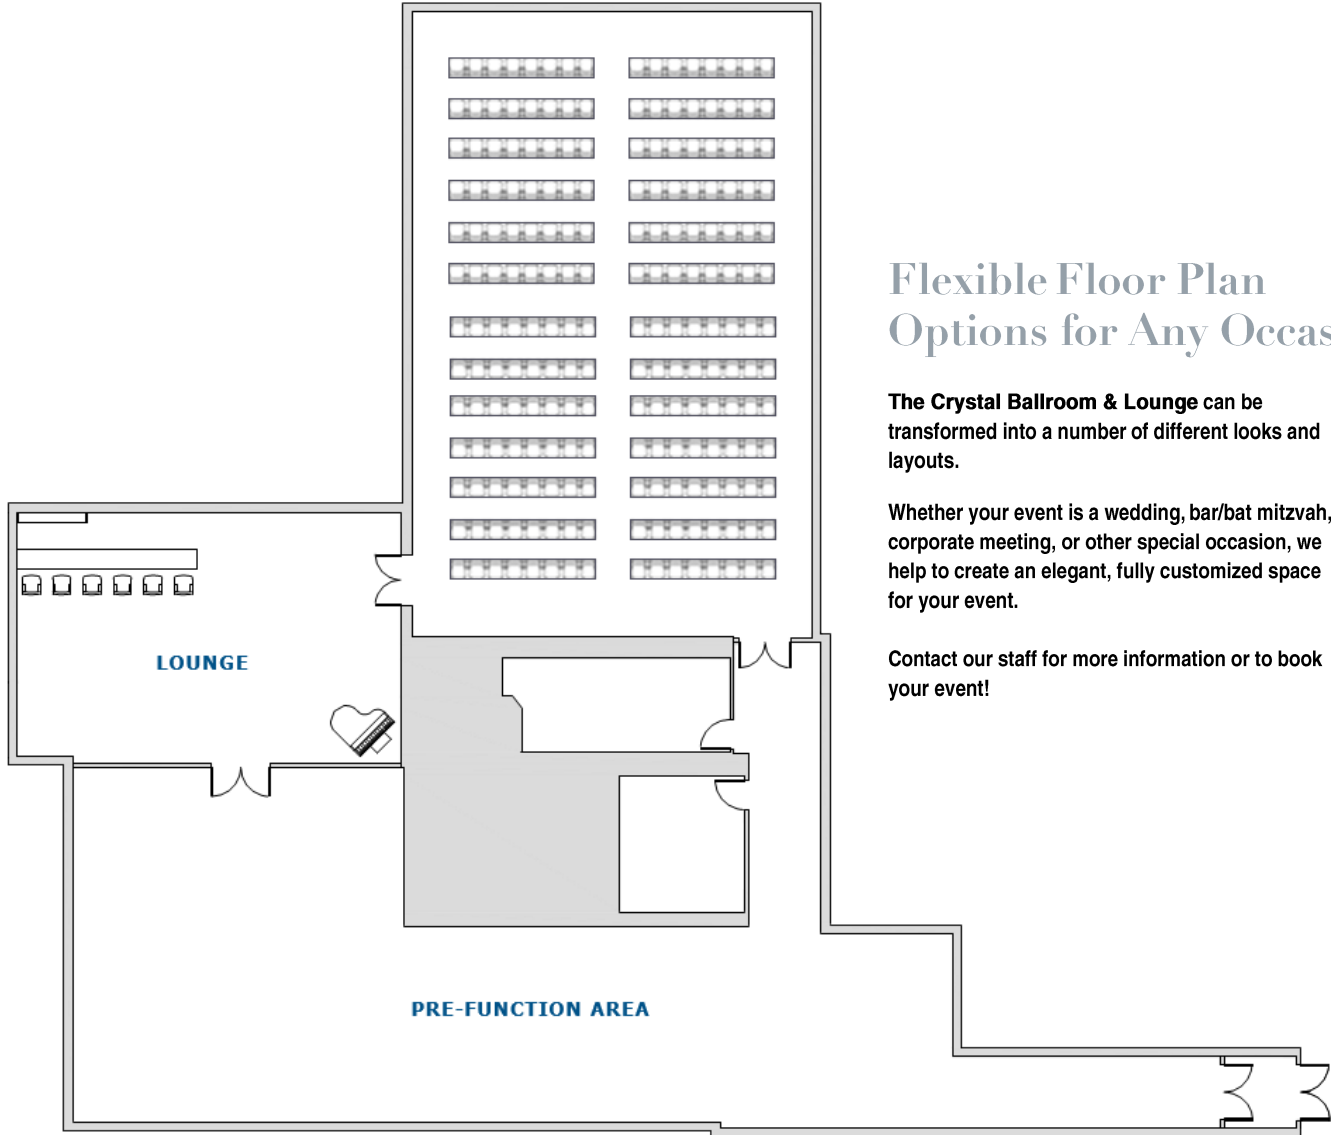 Flexible Floor Plan
Options for Any Occas
The Crystal Ballroom & Lounge can be
transformed into a number of different looks and
layouts.
Whether your event is a wedding, bar/bat mitzvah,
corporate meeting, or other special occasion, we
help to create an elegant, fully customized space
for your event.
Contact our staff for more information or to book
your event!
LOUNGE
PRE-FUNCTION AREA